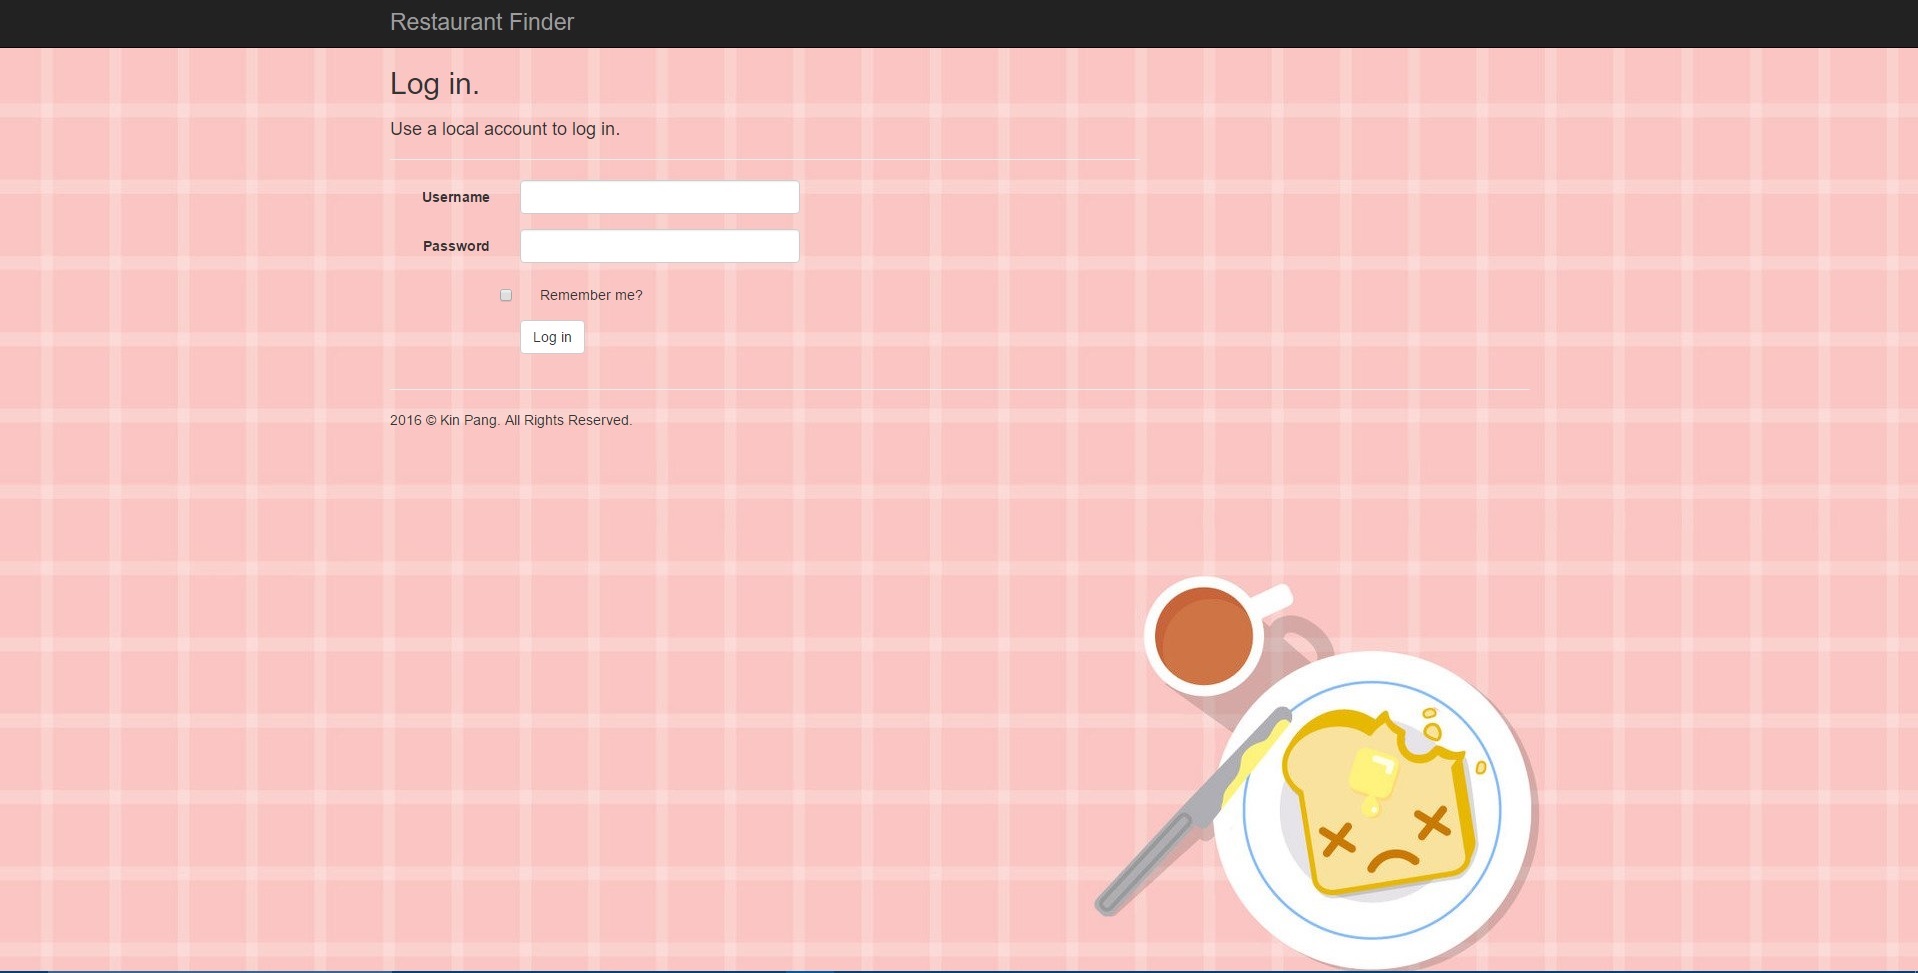 Restaurant Finder
Log in.
Use a local account to log in.
Username
Password
Remember me?
Log in
2016 © Kin Pang. All Rights Reserved.